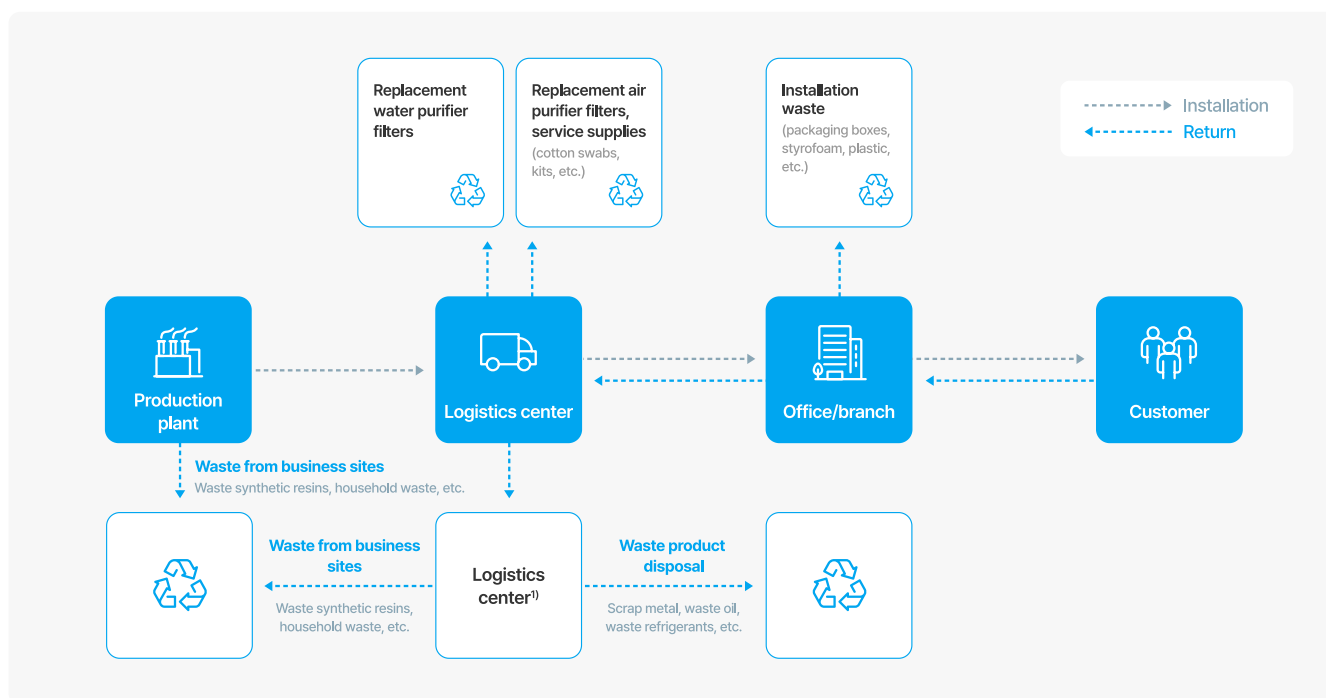 Replacement
water purifier
filters
Replacement air
purifier filters,
service supplies
(cotton swabs,
kits, etc.)
Installation
waste
(packaging boxes,
styrofoam, plastic,
etc.)
Installation
Return
Production
plant
Logistics center
Office/branch
Customer
Waste from business sites
Waste synthetic resins, household waste, etc.
Waste from business
sites
Waste synthetic resins,
household waste, etc.
Logistics
center¹⁾
Waste product
disposal
Scrap metal, waste oil,
waste refrigerants, etc.